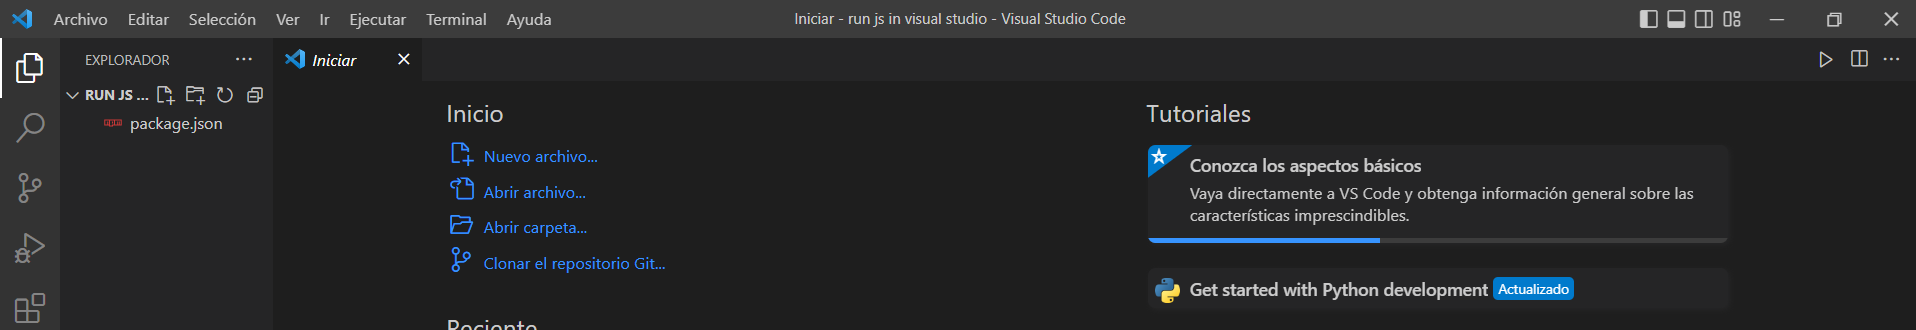 Archivo Editar Selección Ver Ir Ejecutar Terminal Ayuda
Iniciar - run js in visual studio - Visual Studio Code
EXPLORADOR
Iniciar
RUN JS ...
package.json
Inicio
Nuevo archivo...
Abrir archivo...
Abrir carpeta...
Clonar el repositorio Git...
Reciente
Tutoriales
Conozca los aspectos básicos
Vaya directamente a VS Code y obtenga información general sobre las
características imprescindibles.
Get started with Python development Actualizado